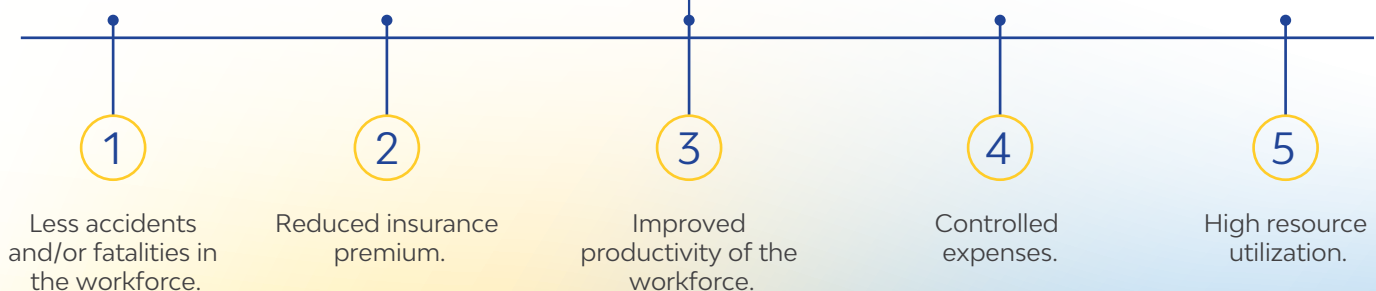 1
Less accidents
and/or fatalities in
the workforce.
2
Reduced insurance
premium.
3
Improved
productivity of the
workforce.
4
Controlled
expenses.
5
High resource
utilization.